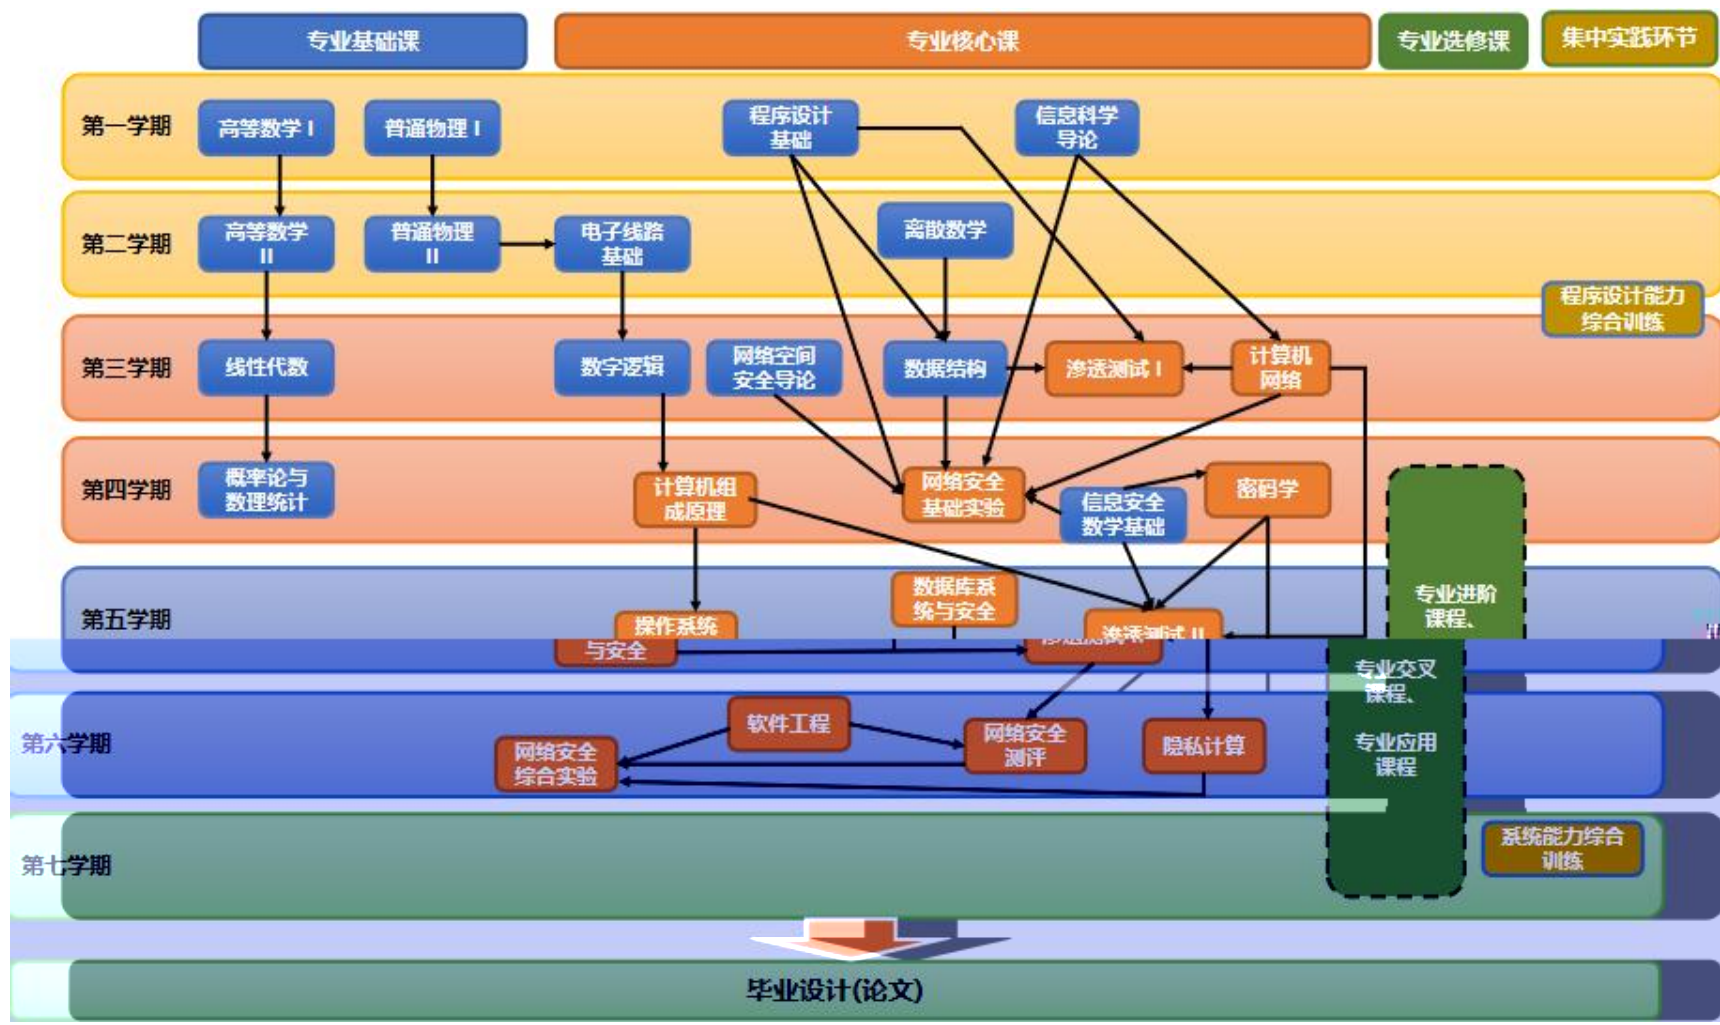 专业基础课
专业核心课
专业选修课
集中实践环节
第一学期
高等数学 I
普通物理 I
程序设计
基础
信息科学
导论
第二学期
高等数学
II
普通物理
II
电子线路
基础
离散数学
程序设计能力
综合训练
第三学期
线性代数
数字逻辑
网络空间
安全导论
数据结构
渗透测试 I
计算机
网络
第四学期
概率论与
数理统计
计算机组
成原理
网络安全
基础实验
信息安全
数学基础
密码学
第五学期
操作系统
与安全
数据库系
统与安全
渗透测试 II
专业进阶
课程、
专业交叉
课程、
专业应用
课程
第六学期
网络安全
综合实验
软件工程
网络安全
测评
隐私计算
第七学期
系统能力综合
训练
毕业设计(论文)